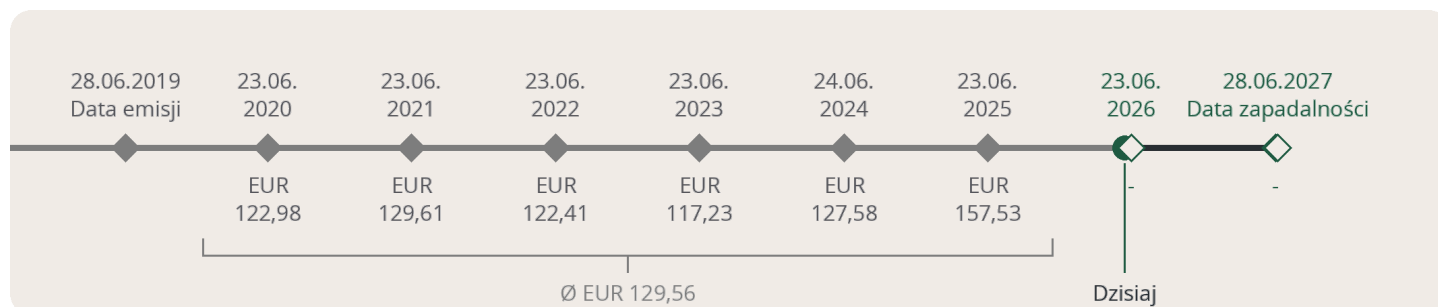 28.06.2019 23.06. 23.06. 23.06. 23.06. 24.06. 23.06. 23.06. 28.06.2027
Data emisji 2020 2021 2022 2023 2024 2025 2026 Data zapadalności
EUR EUR EUR EUR EUR EUR - -
122,98 129,61 122,41 117,23 127,58 157,53
Ø EUR 129,56 Dzisiaj